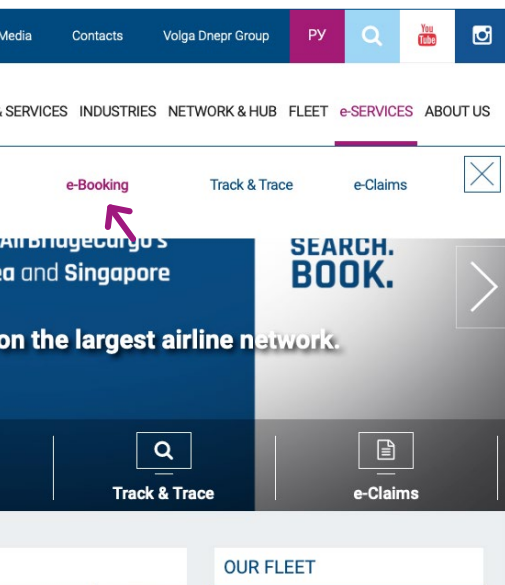 Media Contacts Volga Dnepr Group РУ You Tube
& SERVICES INDUSTRIES NETWORK & HUB FLEET e-SERVICES ABOUT US
e-Booking Track & Trace e-Claims
AirBridgeCargo's
ea and Singapore
SEARCH.
BOOK.
on the largest airline network.
Track & Trace e-Claims
OUR FLEET